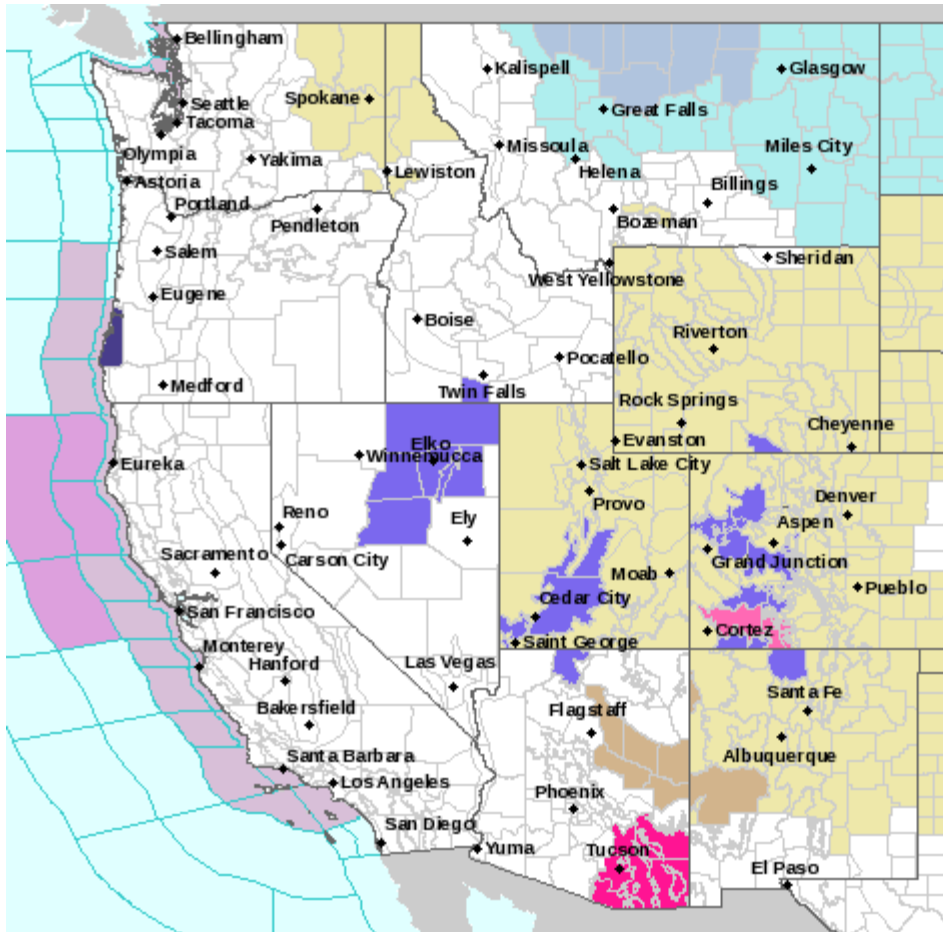 Bellingham
Kalispell
Glasgow
Spokane
Seattle
Great Falls
Tacoma
Olympia
Yakima
Missoula
Miles City
Helena
Lewiston
Astoria
Billings
Portland
Pendleton
Bozeman
Salem
Sheridan
West Yellowstone
Eugene
Boise
Riverton
Pocatello
Medford
Twin Falls
Rock Springs
Cheyenne
Elko
Evanston
Winnemucca
Eureka
Salt Lake City
Provo
Denver
Reno
Ely
Aspen
Carson City
Grand Junction
Sacramento
Moab
Pueblo
Cedar City
San Francisco
Cortez
Saint George
Monterey
Hanford
Las Vegas
Santa Fe
Bakersfield
Flagstaff
Albuquerque
Santa Barbara
Los Angeles
Phoenix
San Diego
Yuma
Tucson
El Paso